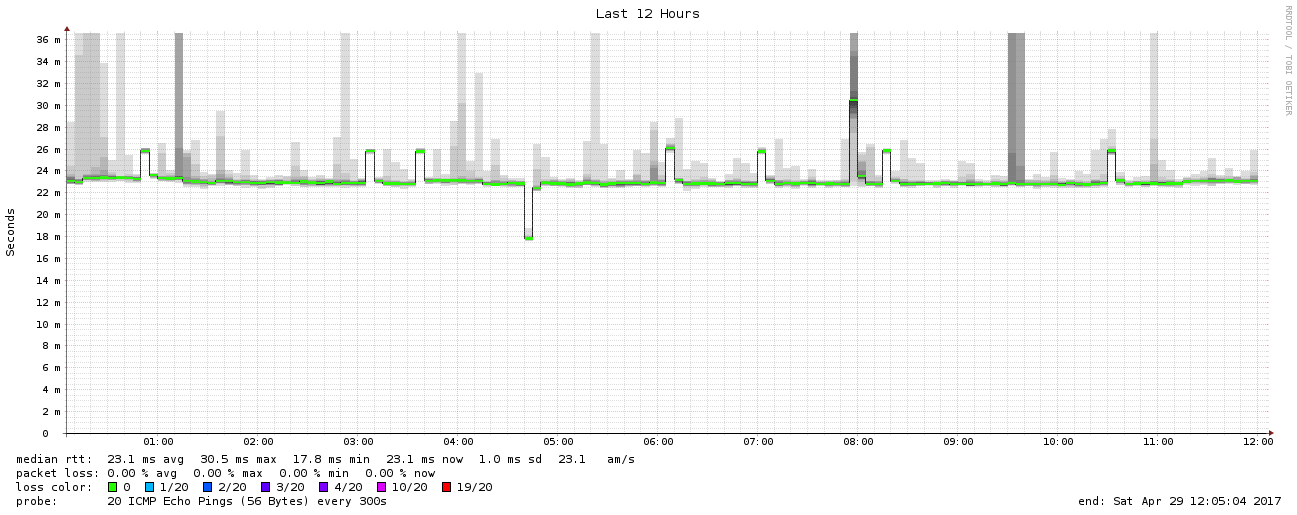 Last 12 Hours
RRDTOOL / TOBI OETIKER
Seconds
36 m
34 m
32 m
30 m
28 m
26 m
24 m
22 m
20 m
18 m
16 m
14 m
12 m
10 m
8 m
6 m
4 m
2 m
0
01:00 02:00 03:00 04:00 05:00 06:00 07:00 08:00 09:00 10:00 11:00 12:00
median rtt: 23.1 ms avg 30.5 ms max 17.8 ms min 23.1 ms now 1.0 ms sd 23.1 am/s
packet loss: 0.00 % avg 0.00 % max 0.00 % min 0.00 % now
loss color: 0 1/20 2/20 3/20 4/20 10/20 19/20
probe: 20 ICMP Echo Pings (56 Bytes) every 300s end: Sat Apr 29 12:05:04 2017